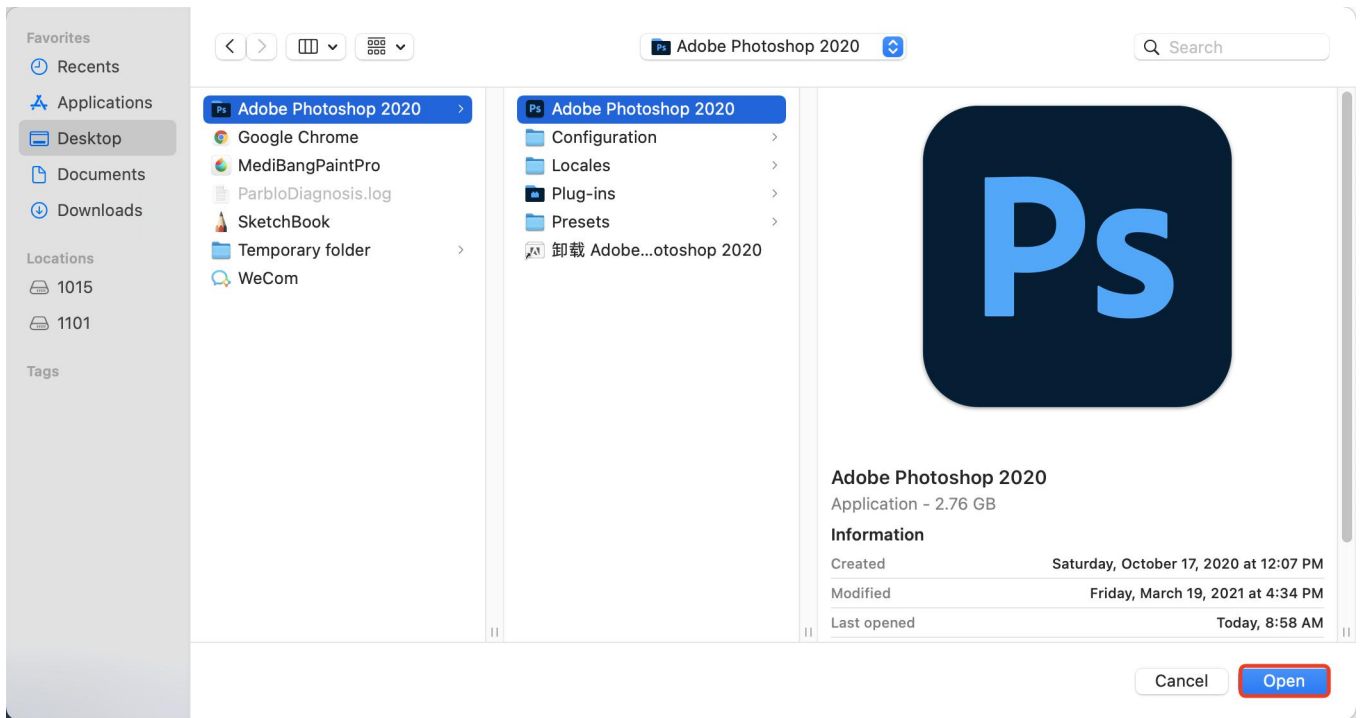 Favorites
Recents
Applications
Desktop
Documents
Downloads
Locations
1015
1101
Tags
Ps Adobe Photoshop 2020
Search
Ps Adobe Photoshop 2020
Google Chrome
MediBangPaintPro
ParbloDiagnosis.log
SketchBook
Temporary folder
WeCom
Ps Adobe Photoshop 2020
Configuration
Locales
Plug-ins
Presets
卸载 Adobe...otoshop 2020
Ps
Adobe Photoshop 2020
Application - 2.76 GB
Information
Created Saturday, October 17, 2020 at 12:07 PM
Modified Friday, March 19, 2021 at 4:34 PM
Last opened Today, 8:58 AM
Cancel Open